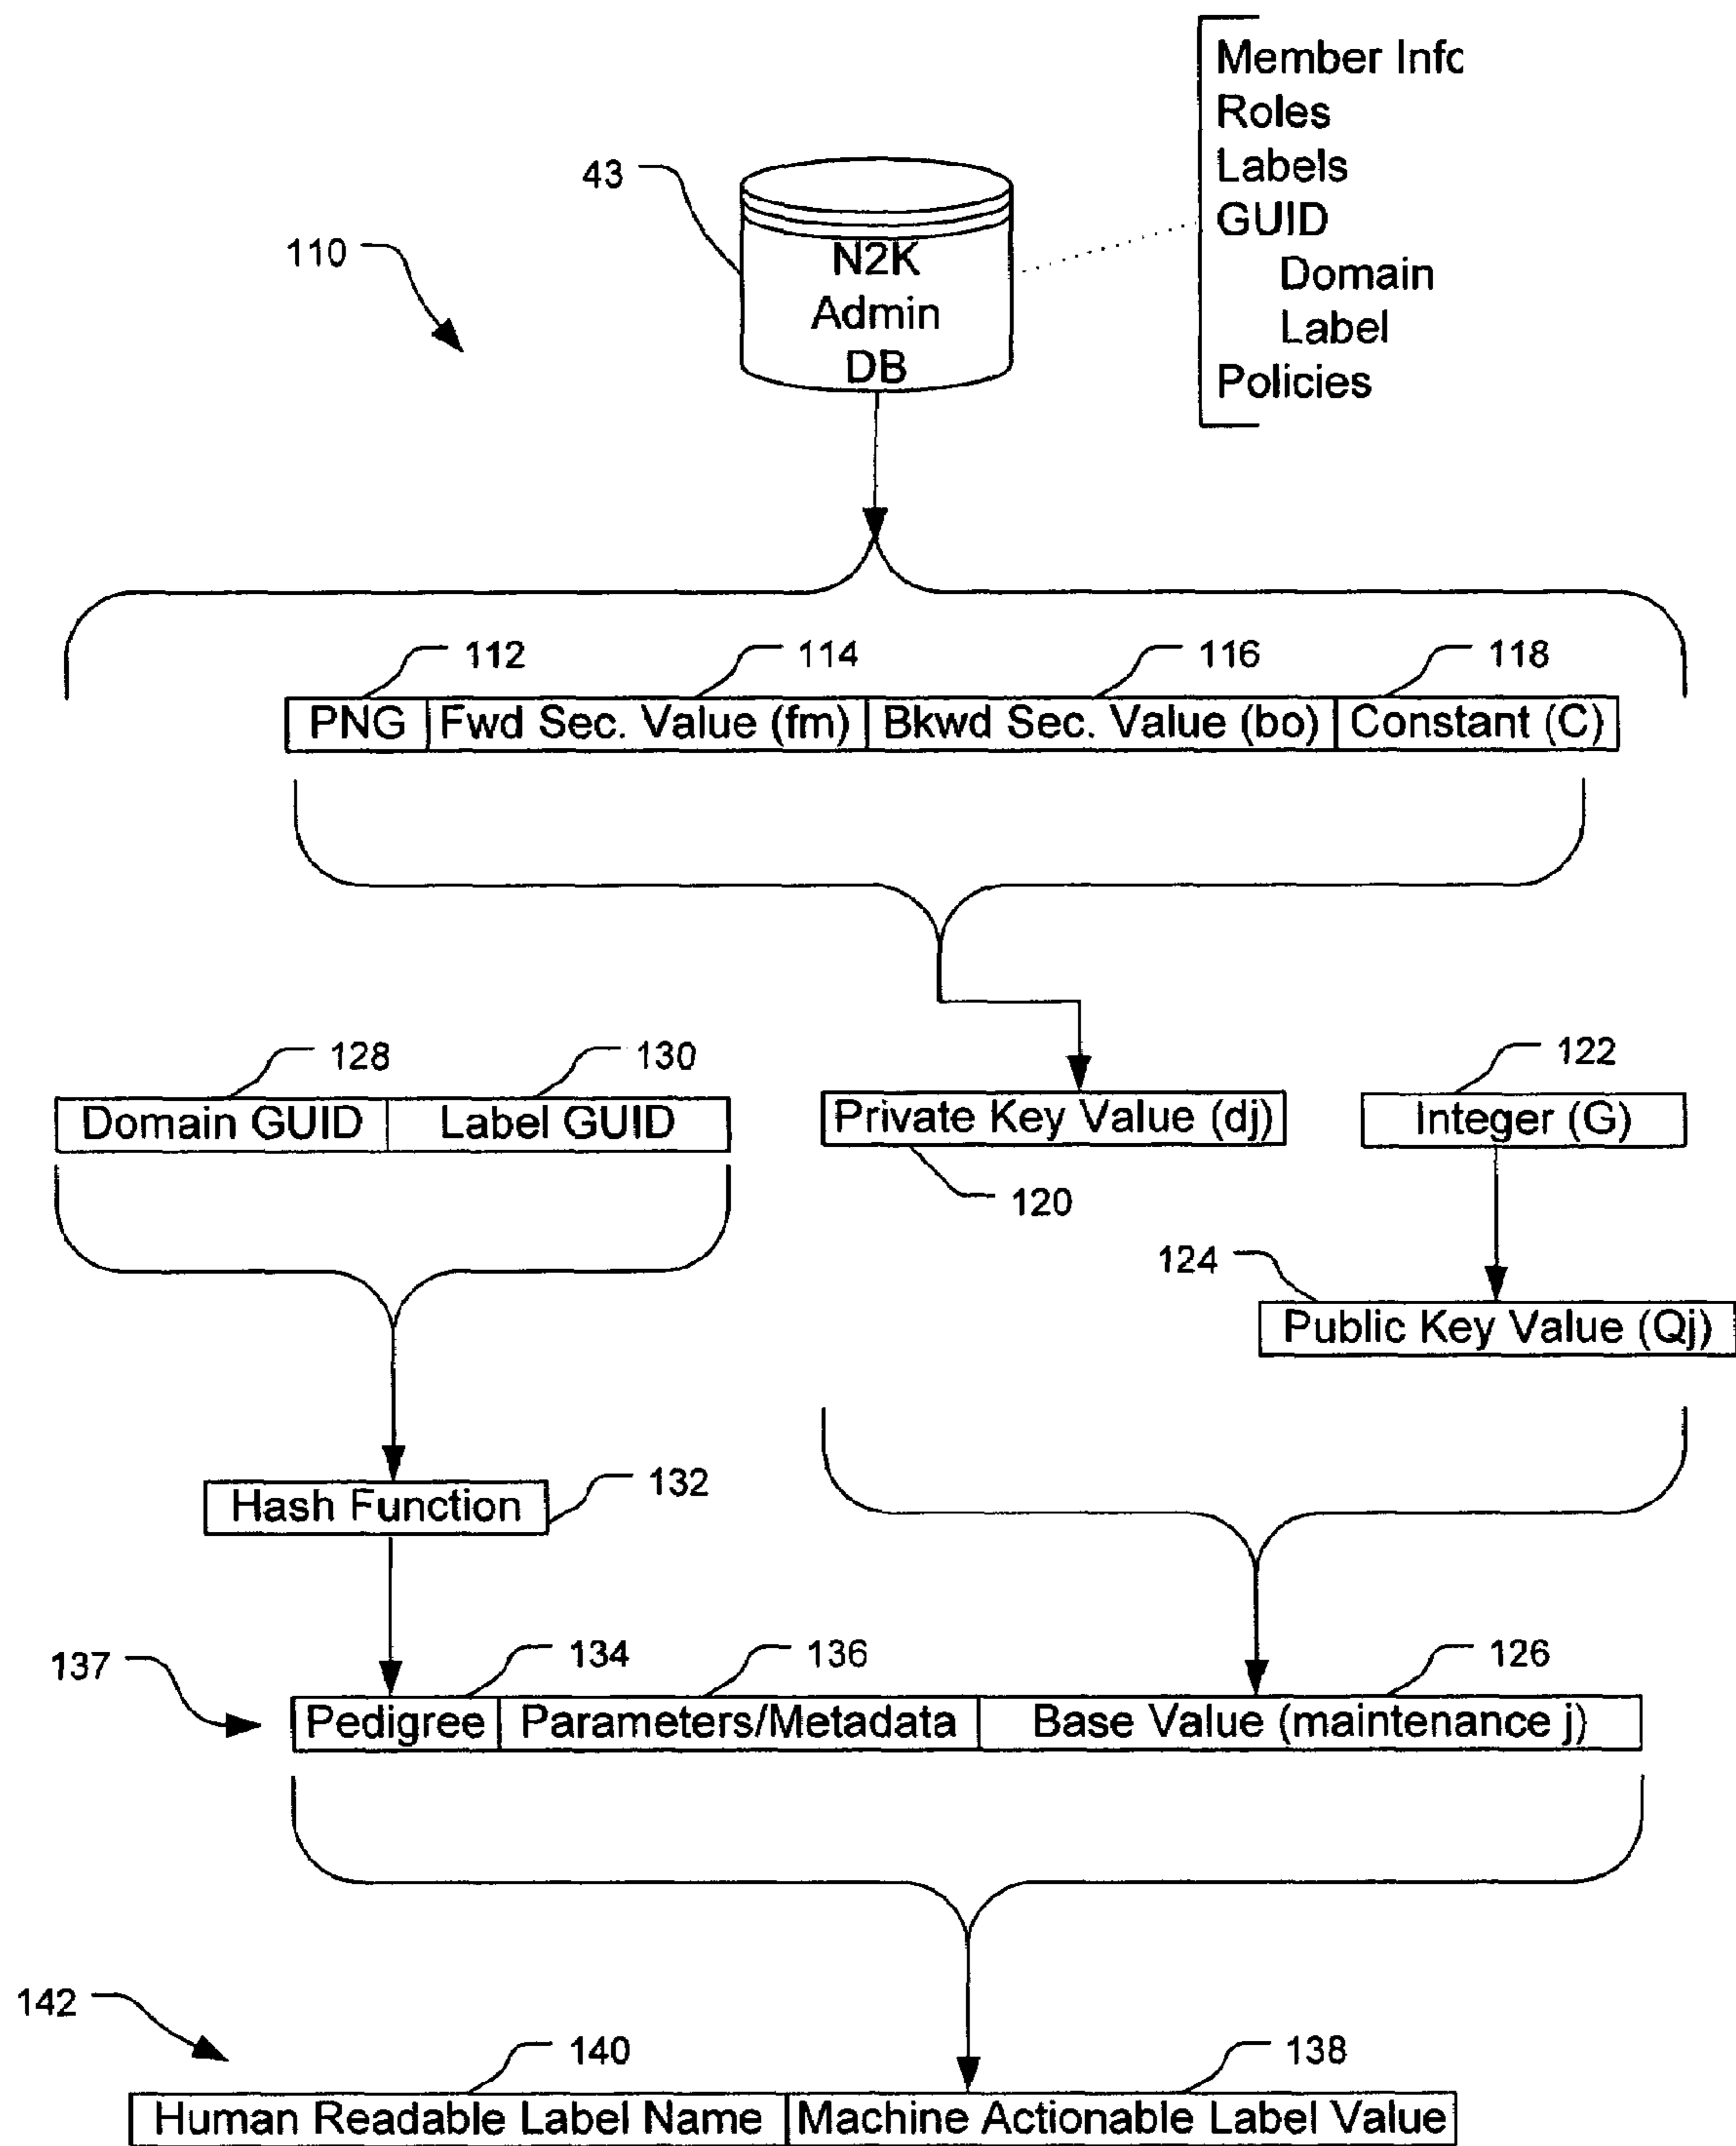 Member Info
Roles
Labels
GUID
Domain
Label
Policies
43
N2K
Admin
DB
110
112
114
116
118
PNG
Fwd Sec. Value (fm)
Bkwd Sec. Value (bo)
Constant (C)
128
130
122
Domain GUID
Label GUID
Private Key Value (dj)
Integer (G)
120
124
Public Key Value (Qj)
132
Hash Function
137
134
136
126
Pedigree
Parameters/Metadata
Base Value (maintenance j)
142
140
138
Human Readable Label Name
Machine Actionable Label Value